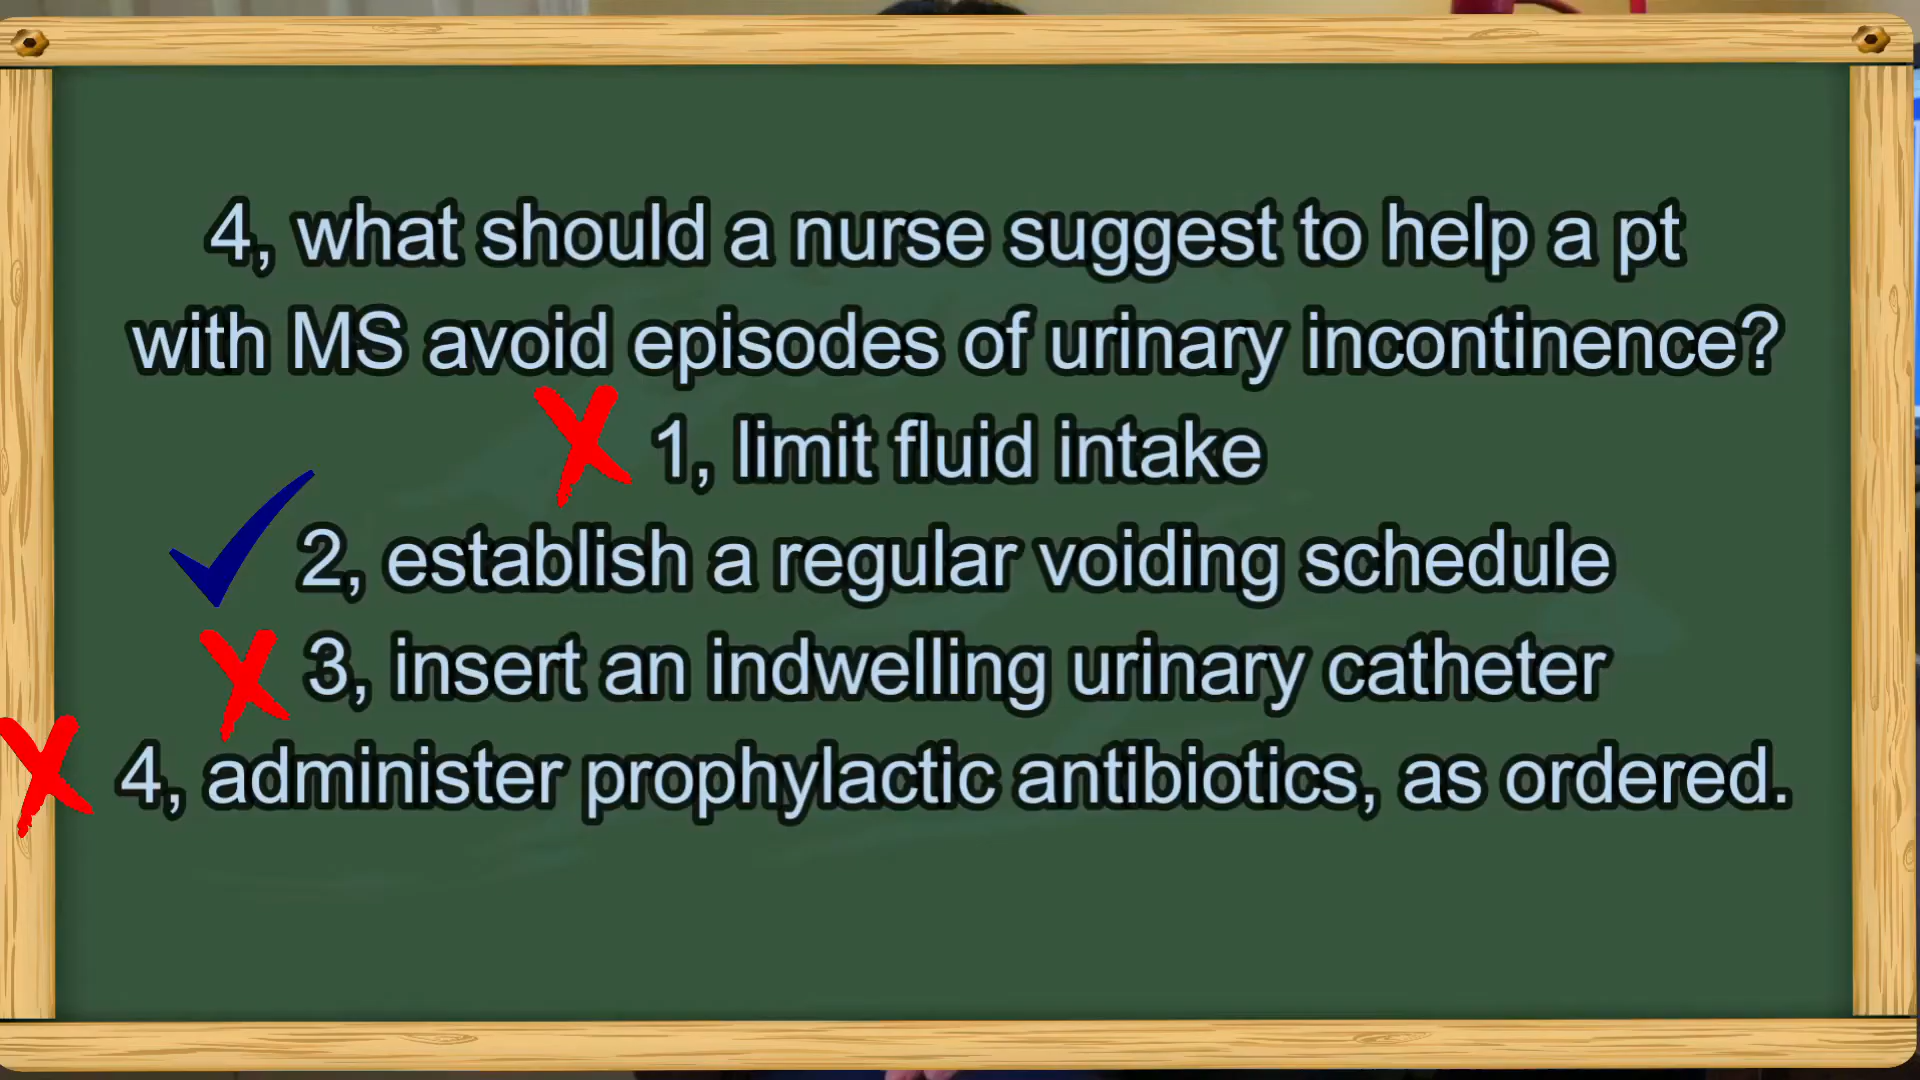 4, what should a nurse suggest to help a pt
with MS avoid episodes of urinary incontinence?
1, limit fluid intake
2, establish a regular voiding schedule
3, insert an indwelling urinary catheter
4, administer prophylactic antibiotics, as ordered.